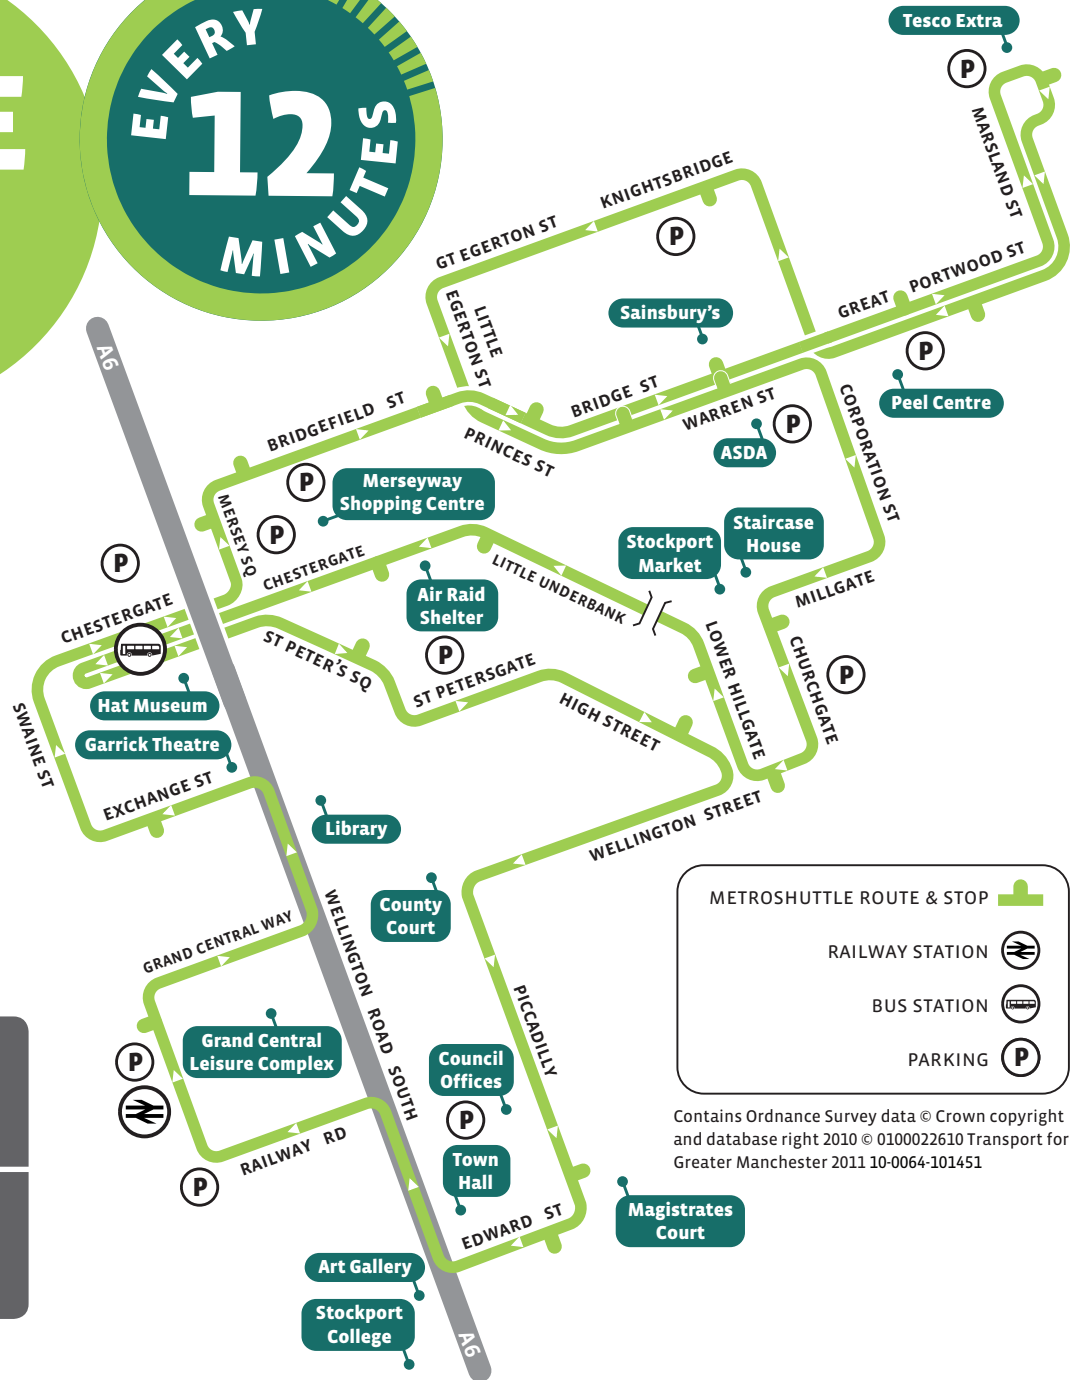 E
EVERY
12
MINUTES
Tesco Extra
P
MARSLAND ST
KNIGHTSBRIDGE
GT EGERTON ST
P
GREAT PORTWOOD ST
LITTLE
EGERTON ST
Sainsbury's
P
Peel Centre
A6
BRIDGEFIELD ST
BRIDGE ST
WARREN ST
PRINCES ST
P
ASDA
CORPORATION ST
P
Merseyway
Shopping Centre
MERSEY SQ
P
P
CHESTERGATE
LITTLE UNDERBANK
Stockport
Market
Staircase
House
MILLGATE
Air Raid
Shelter
CHESTERGATE
ST PETER'S SQ
P
ST PETERSGATE
LOWER HILLGATE
CHURCHGATE
P
Hat Museum
Garrick Theatre
SWAINE ST
HIGH STREET
EXCHANGE ST
Library
WELLINGTON STREET
County
Court
WELLINGTON ROAD SOUTH
GRAND CENTRAL WAY
PICCADILLY
Grand Central
Leisure Complex
P
Council
Offices
P
Town
Hall
RAILWAY RD
P
EDWARD ST
Magistrates
Court
Art Gallery
Stockport
College
A6
METROSHUTTLE ROUTE & STOP
RAILWAY STATION
BUS STATION
PARKING P
Contains Ordnance Survey data © Crown copyright
and database right 2010 © 0100022610 Transport for
Greater Manchester 2011 10-0064-101451